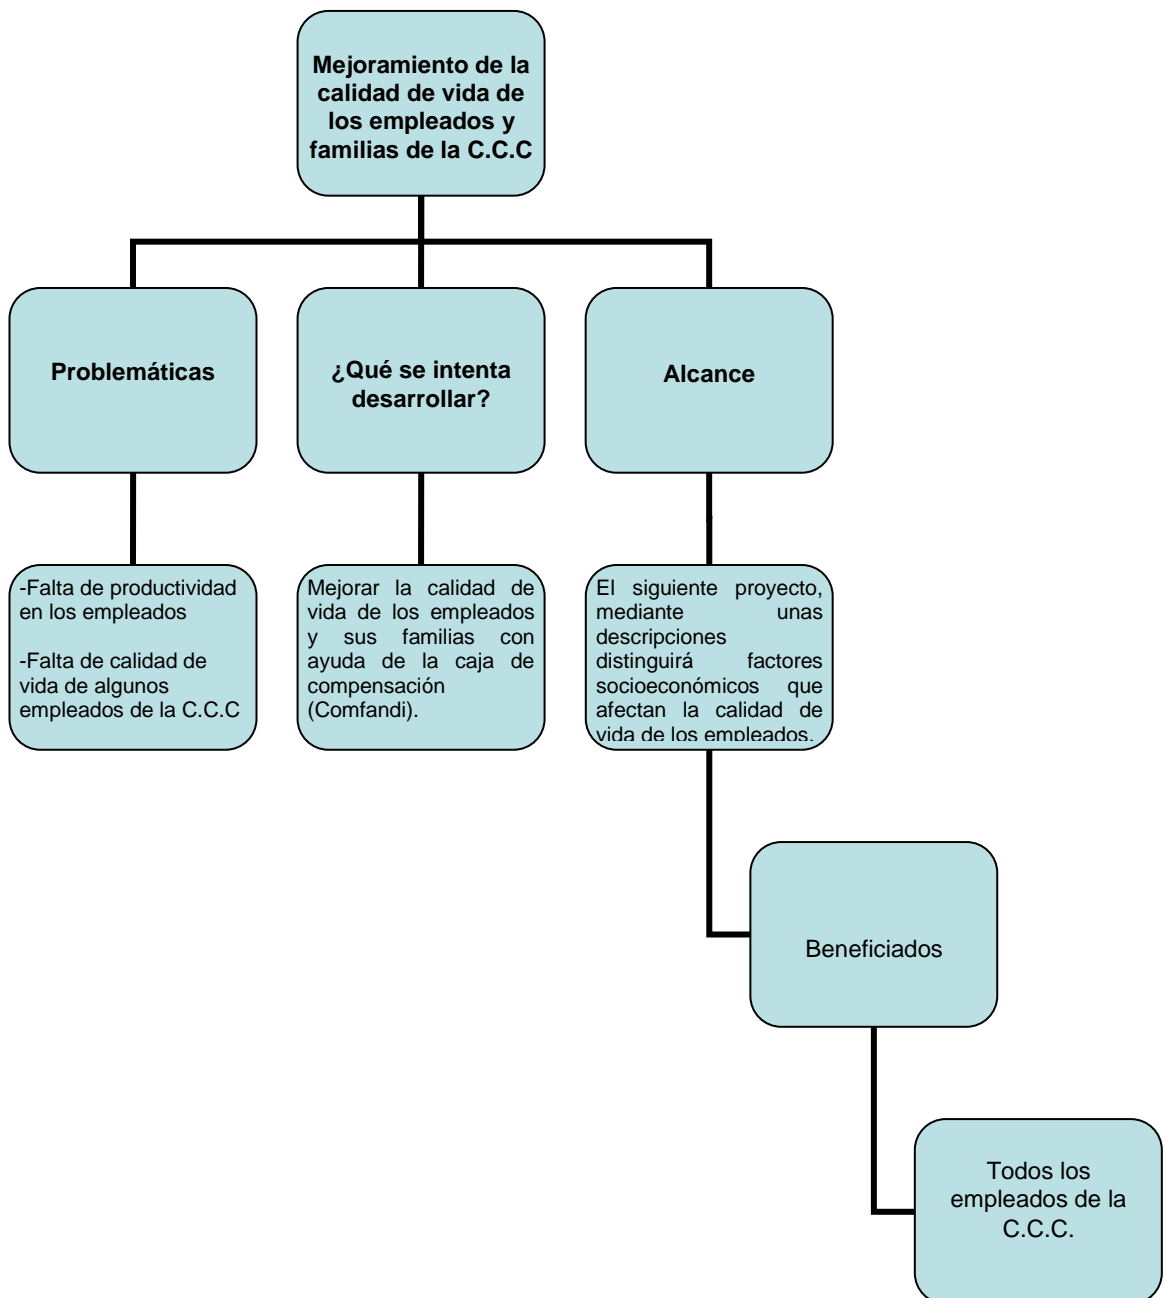 Mejoramiento de la
calidad de vida de
los empleados y
familias de la C.C.C
Problemáticas
¿Qué se intenta
desarrollar?
Alcance
-Falta de productividad
en los empleados
-Falta de calidad de
vida de algunos
empleados de la C.C.C
Mejorar la calidad de
vida de los empleados
y sus familias con
ayuda de la caja de
compensación
(Comfandi).
El siguiente proyecto,
mediante unas
descripciones
distinguirá factores
socioeconómicos que
afectan la calidad de
vida de los empleados.
Beneficiados
Todos los
empleados de la
C.C.C.